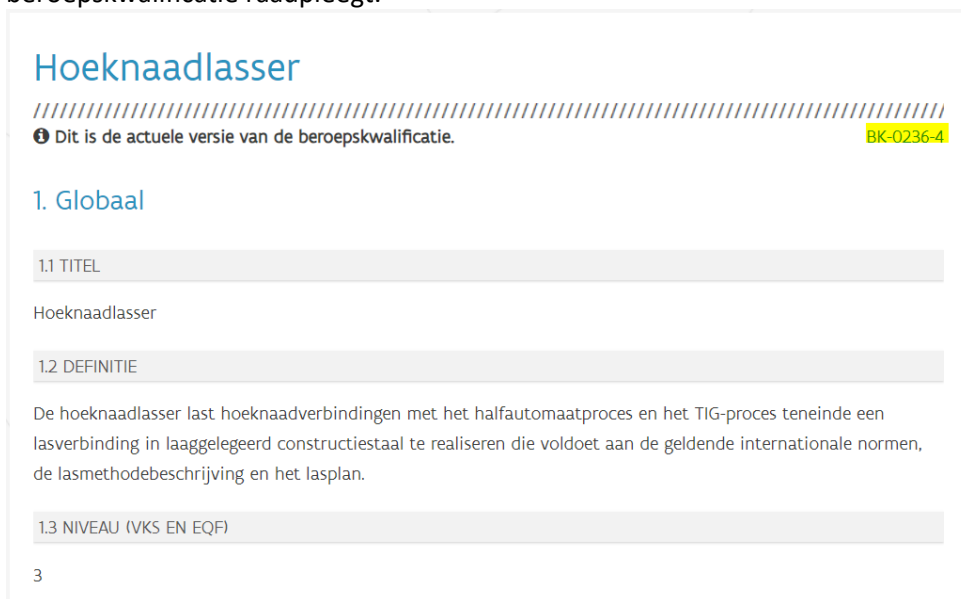 beroepskwalificatie raadpleegt.
Hoeknaadlasser
Dit is de actuele versie van de beroepskwalificatie.
BK-0236-4
1. Globaal
1.1 TITEL
Hoeknaadlasser
1.2 DEFINITIE
De hoeknaadlasser last hoeknaadverbindingen met het halfautomaatproces en het TIG-proces teneinde een
lasverbinding in laaggelegeerd constructiestaal te realiseren die voldoet aan de geldende internationale normen,
de lasmethodebeschrijving en het lasplan.
1.3 NIVEAU (VKS EN EQF)
3